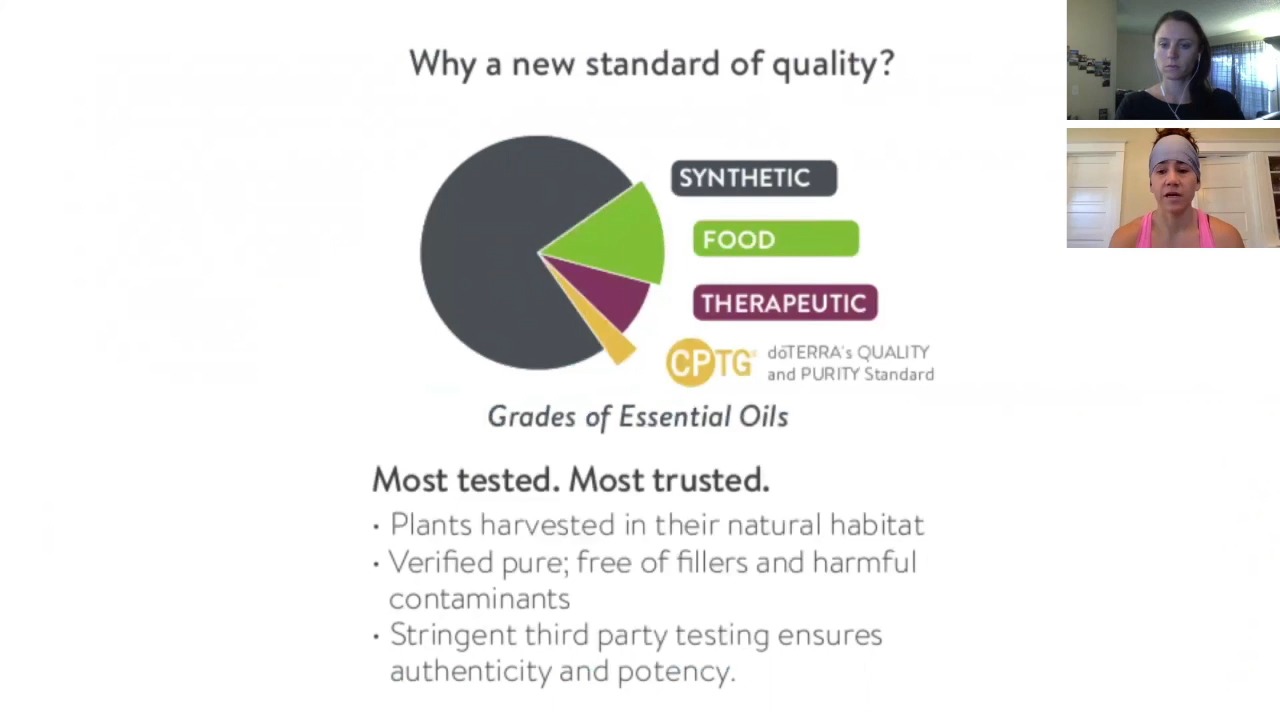 Why a new standard of quality?
SYNTHETIC
FOOD
THERAPEUTIC
CPTG® dōTERRA's QUALITY
and PURITY Standard
Grades of Essential Oils
Most tested. Most trusted.
• Plants harvested in their natural habitat
• Verified pure; free of fillers and harmful
contaminants
• Stringent third party testing ensures
authenticity and potency.